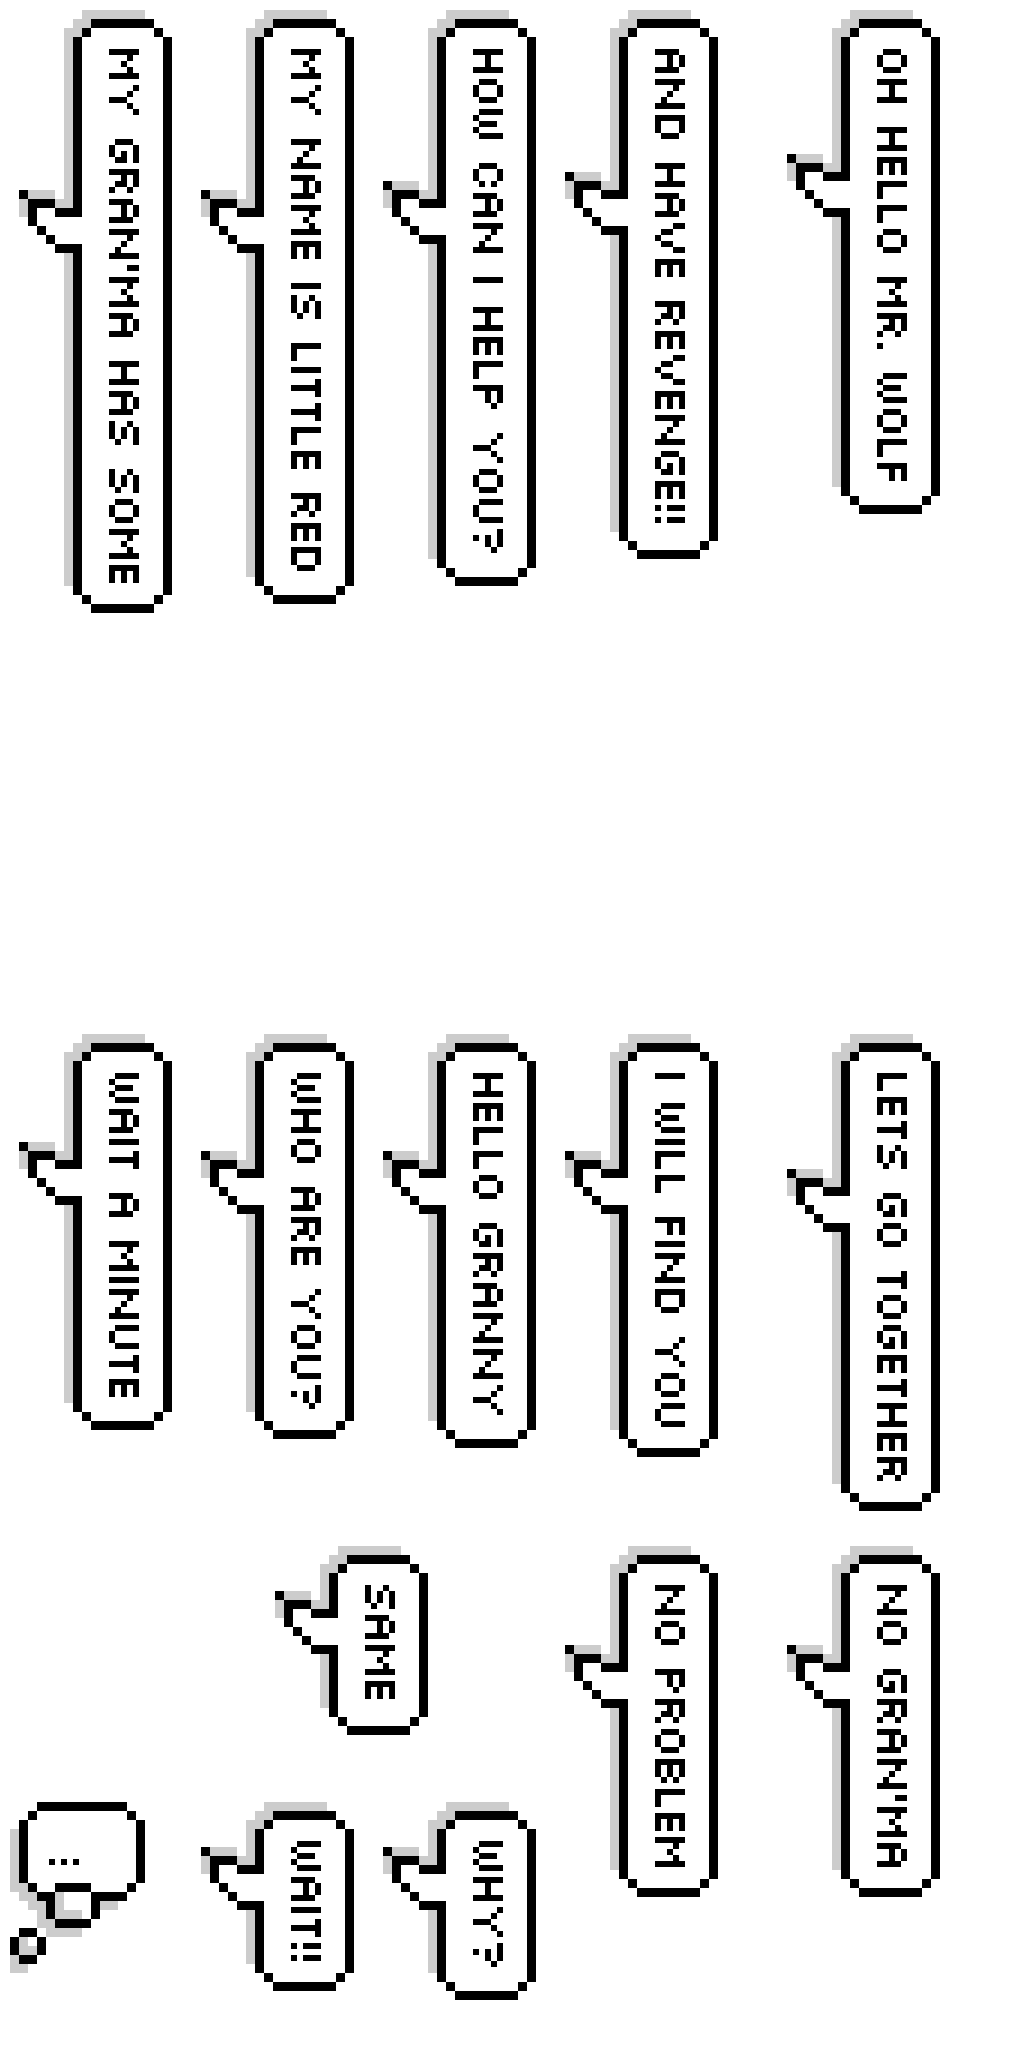 OH HELLO MR. WOLF
LETS GO TOGETHER
NO GRAN'MA
AND HAVE REVENGE!!
I WILL FIND YOU
NO PROBLEM
HOW CAN I HELP YOU?
HELLO GRANNY
WHY?
SAME
MY NAME IS LITTLE RED
WHO ARE YOU?
WAIT!!
MY GRAN'MA HAS SOME
WAIT A MINUTE
...